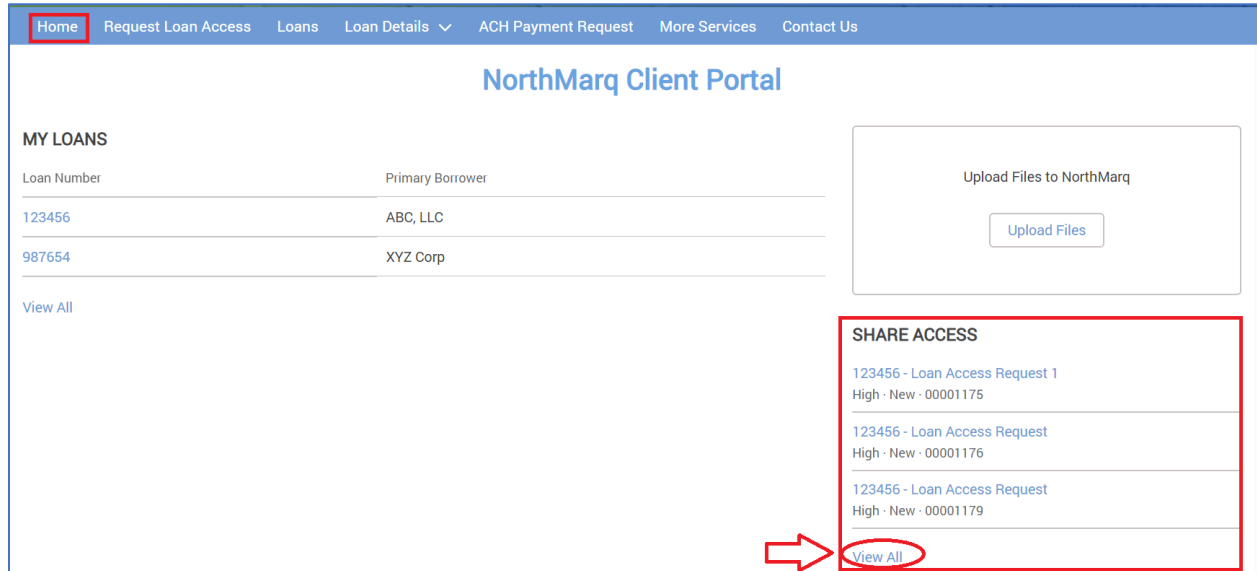 Home Request Loan Access Loans Loan Details ACH Payment Request More Services Contact Us
NorthMarq Client Portal
MY LOANS
Loan Number Primary Borrower
123456 ABC, LLC
987654 XYZ Corp
View All
Upload Files to NorthMarq
Upload Files
SHARE ACCESS
123456 - Loan Access Request 1
High · New · 00001175
123456 - Loan Access Request
High · New · 00001176
123456 - Loan Access Request
High · New · 00001179
View All